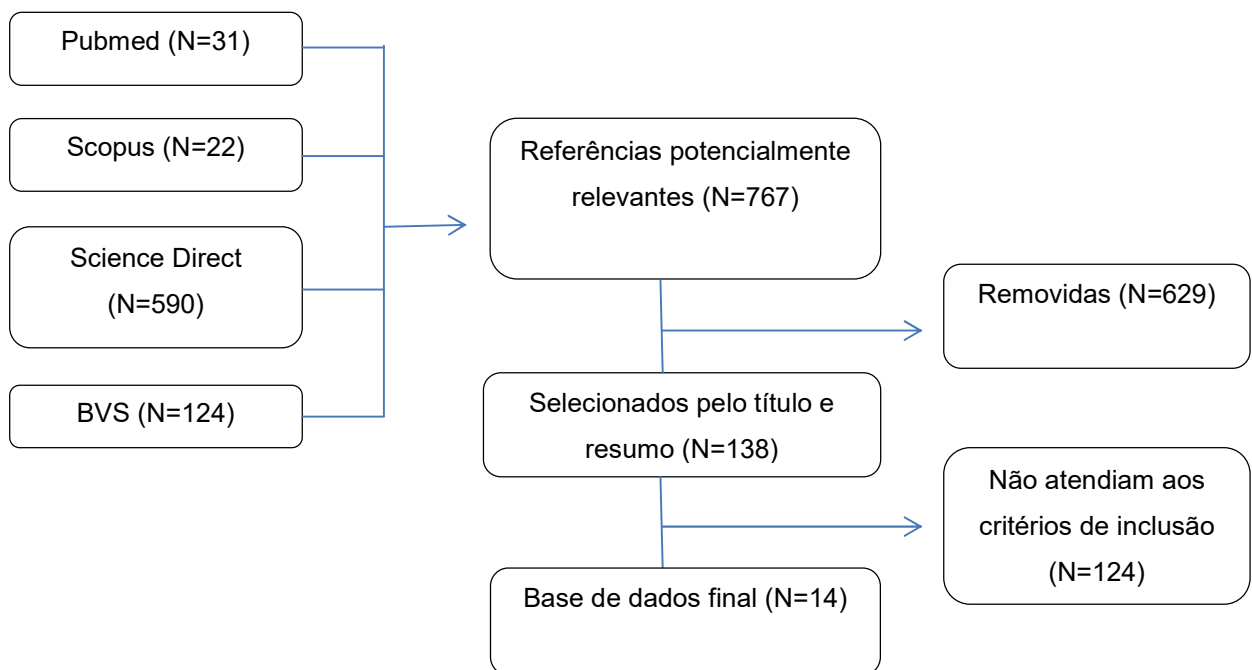 Pubmed (N=31)
Scopus (N=22)
Science Direct
(N=590)
BVS (N=124)
Referências potencialmente
relevantes (N=767)
Removidas (N=629)
Selecionados pelo título e
resumo (N=138)
Não atendiam aos
critérios de inclusão
(N=124)
Base de dados final (N=14)